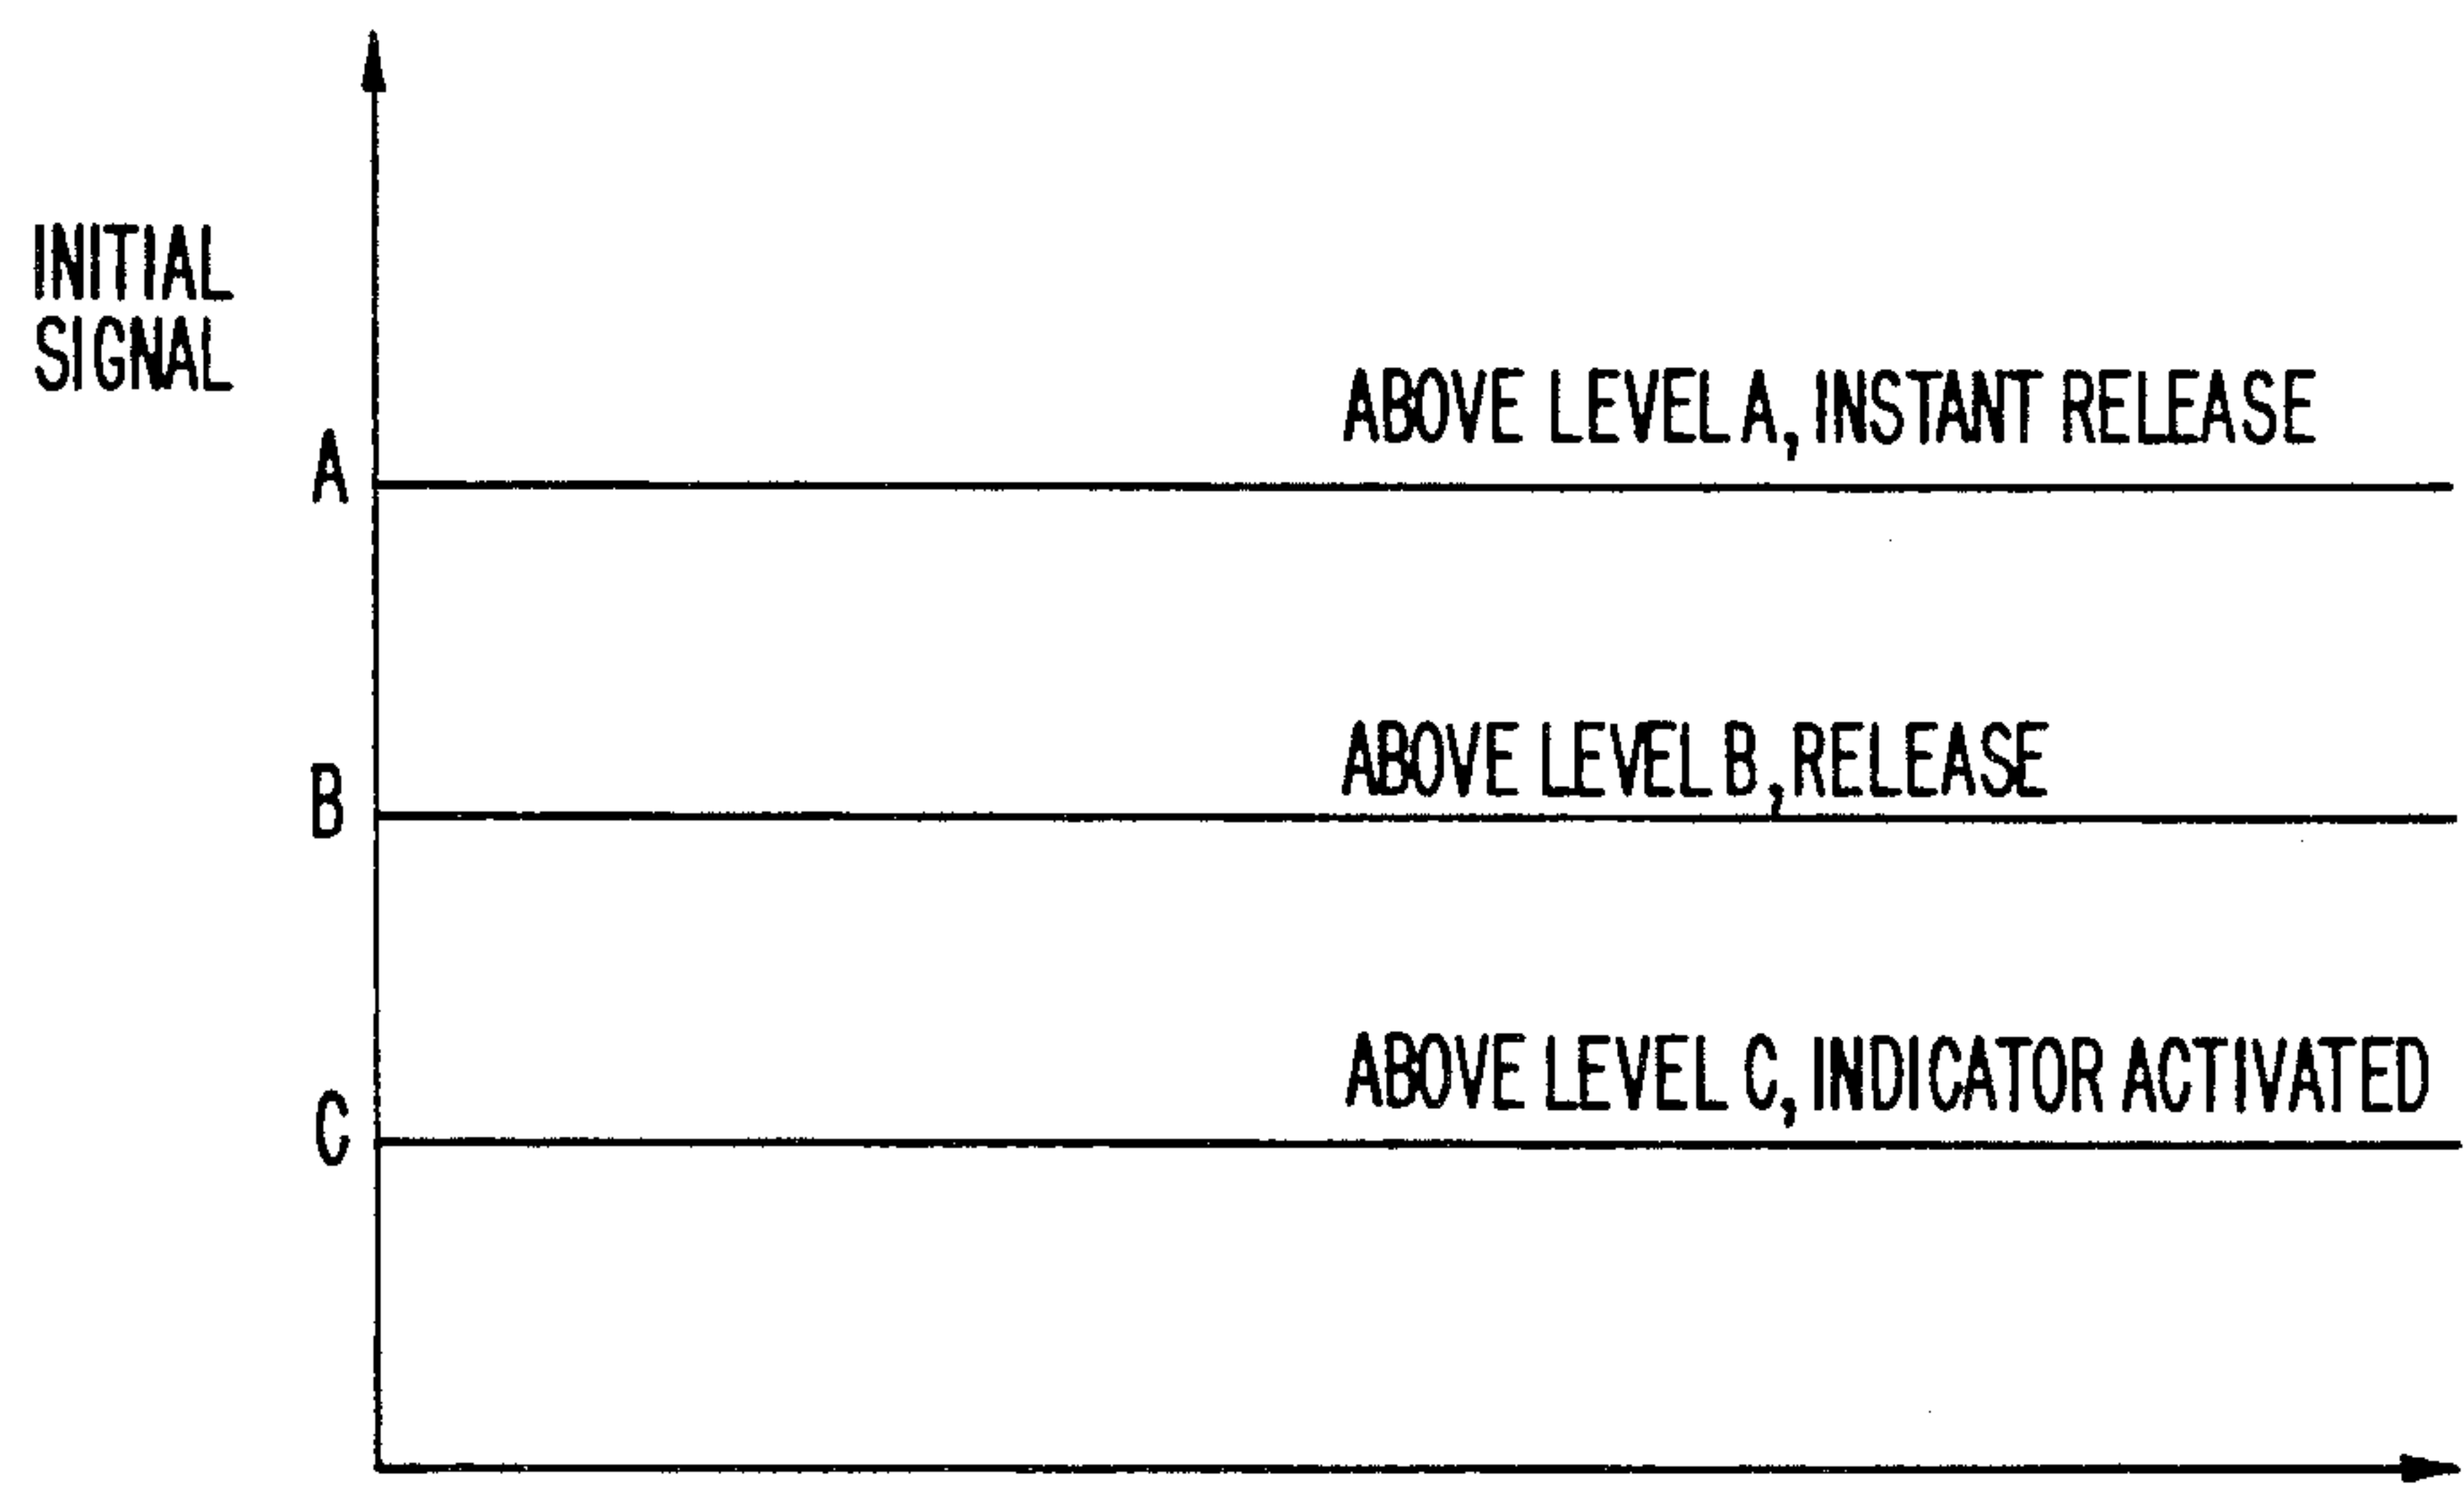 INITIAL
SIGNAL
ABOVE LEVEL A, INSTANT RELEASE
A
ABOVE LEVEL B, RELEASE
B
ABOVE LEVEL C, INDICATOR ACTIVATED
C